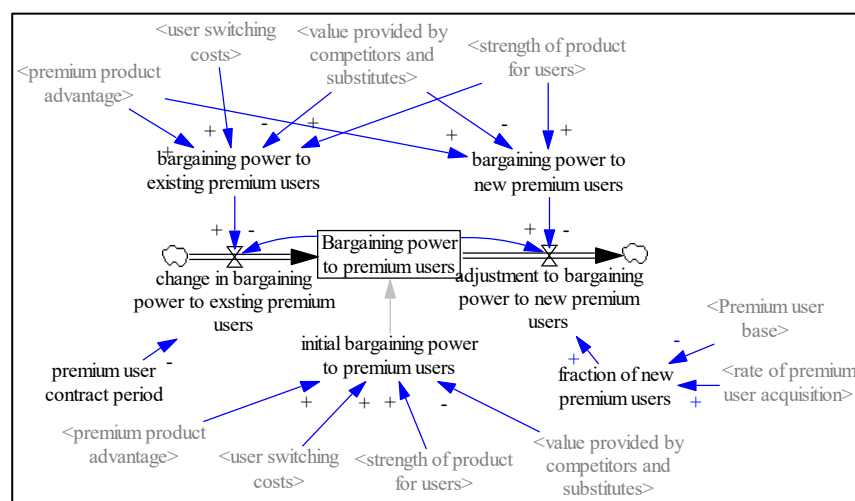 <user switching
costs>
<value provided by
competitors and
substitutes>
<strength of product
for users>
<premium product
advantage>
+
+
-
+
+
-
+
bargaining power to
existing premium users
bargaining power to
new premium users
+
-
+
-
Bargaining power
to premium users
change in bargaining
power to exsting premium
users
adjustment to bargaining
power to new premium
users
<Premium user
base>
-
-
+
+
premium user
contract period
initial bargaining power
to premium users
fraction of new
premium users
<rate of premium
user acquisition>
+
+
+
-
<premium product
advantage>
<user switching
costs>
<strength of product
for users>
<value provided by
competitors and
substitutes>